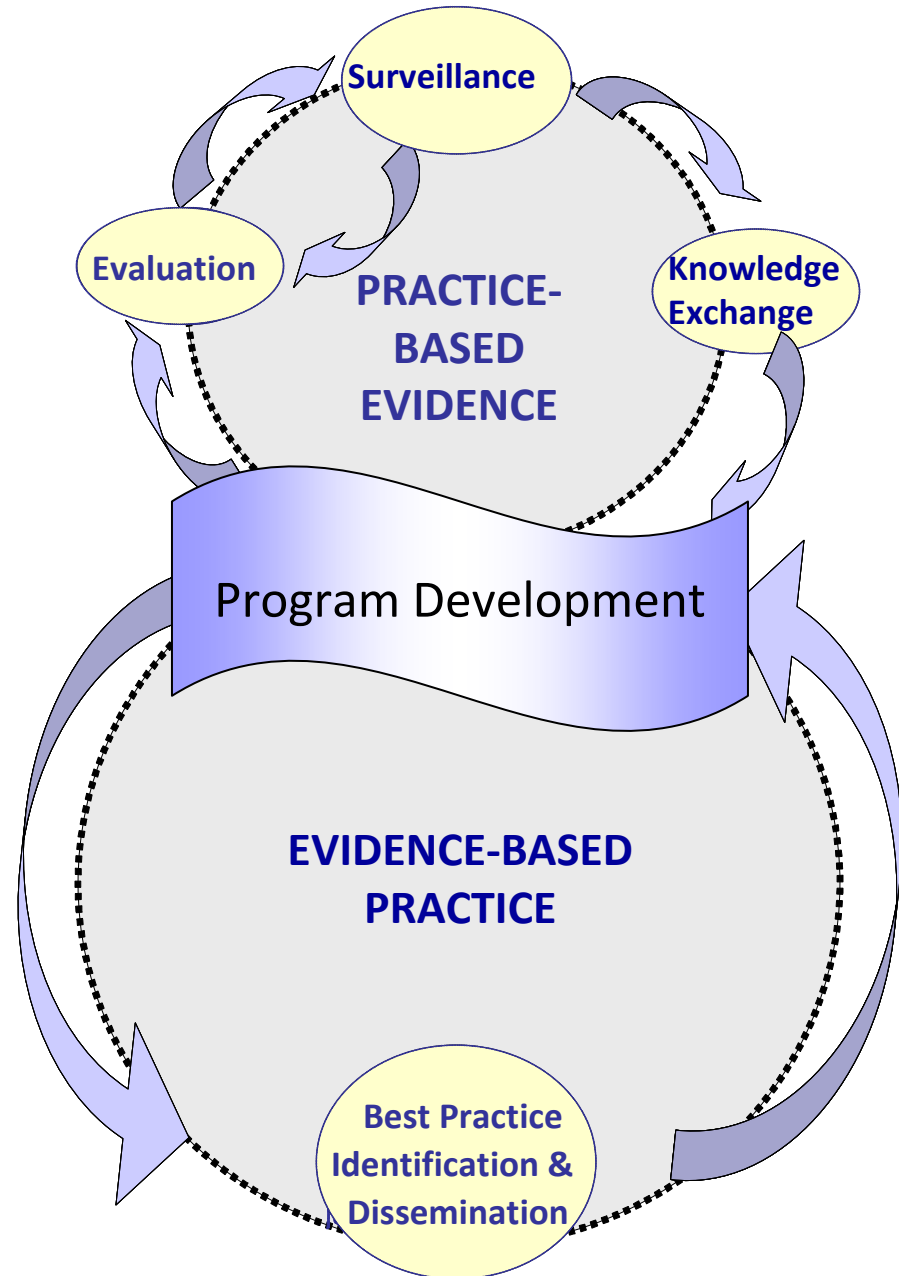 Surveillance
Evaluation
Knowledge
Exchange
PRACTICE-
BASED
EVIDENCE
Program Development
EVIDENCE-BASED
PRACTICE
Best Practice
Identification &
Dissemination